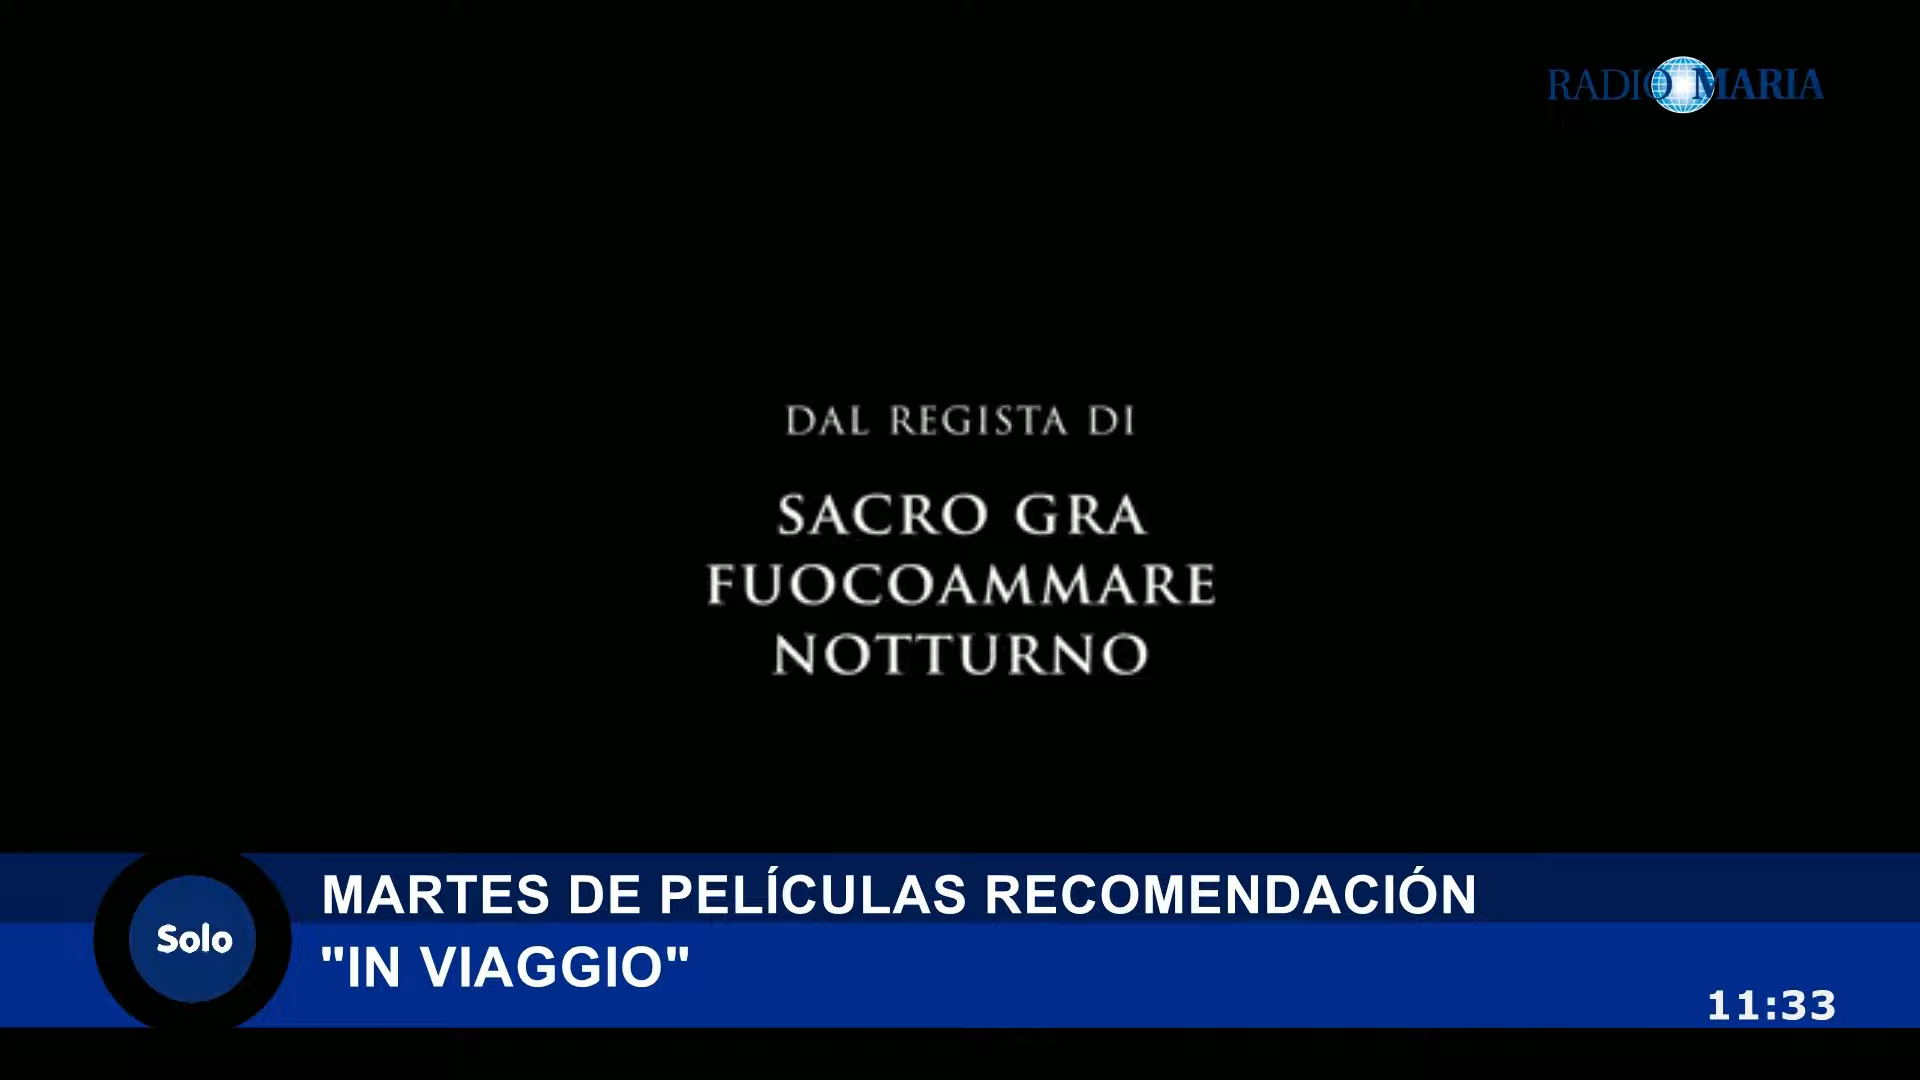 RADIO MARIA
DAL REGISTA DI
SACRO GRA
FUOCOAMMARE
NOTTURNO
MARTES DE PELÍCULAS RECOMENDACIÓN
Solo
"IN VIAGGIO"
11:33